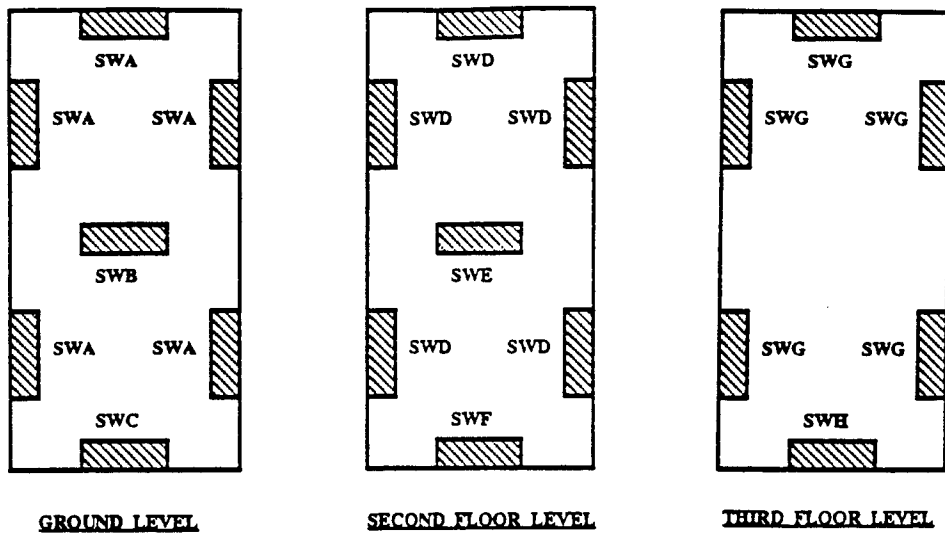 SWA SWD SWG
SWA SWA SWD SWD SWG SWG
SWB SWE
SWA SWA SWD SWD SWG SWG
SWC SWF SWH
GROUND LEVEL SECOND FLOOR LEVEL THIRD FLOOR LEVEL